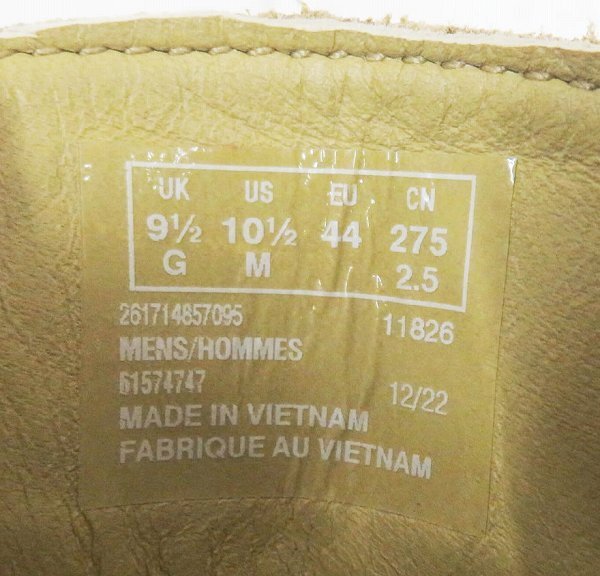 UK US EU CN
9½ 10½ 44 275
G M 2.5
261714857095 11826
MENS/HOMMES
61574747 12/22
MADE IN VIETNAM
FABRIQUE AU VIETNAM